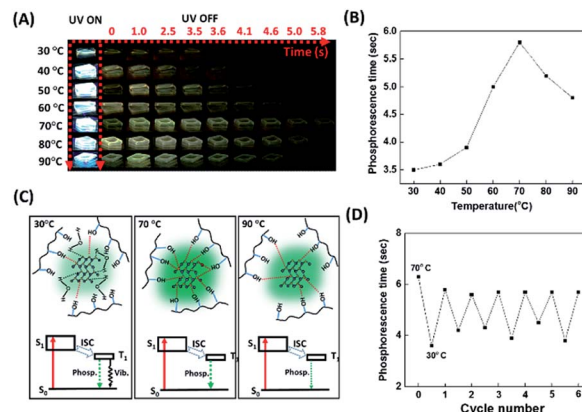 (A)
UV ON
UV OFF
0 1.0 2.5 3.5 3.6 4.1 4.6 5.0 5.8
Time (s)
30 °C
40 °C
50 °C
60 °C
70°C
80 °C
90°C
(B)
Phosphorescence time (sec)
6.0
5.5
5.0
4.5
4.0
3.5
30 40 50 60 70 80 90
Temperature(°C)
(C)
30°C
70 °C
90 °C
S₁ ISC T₁
Phosp. Vib.
S₀
S₁ ISC
Phosp.
S₀
S₁ ISC T₁
Phosp.
S₀
(D)
Phosphorescence time (sec)
8
6
4
2
70° C
30° C
0 1 2 3 4 5 6
Cycle number